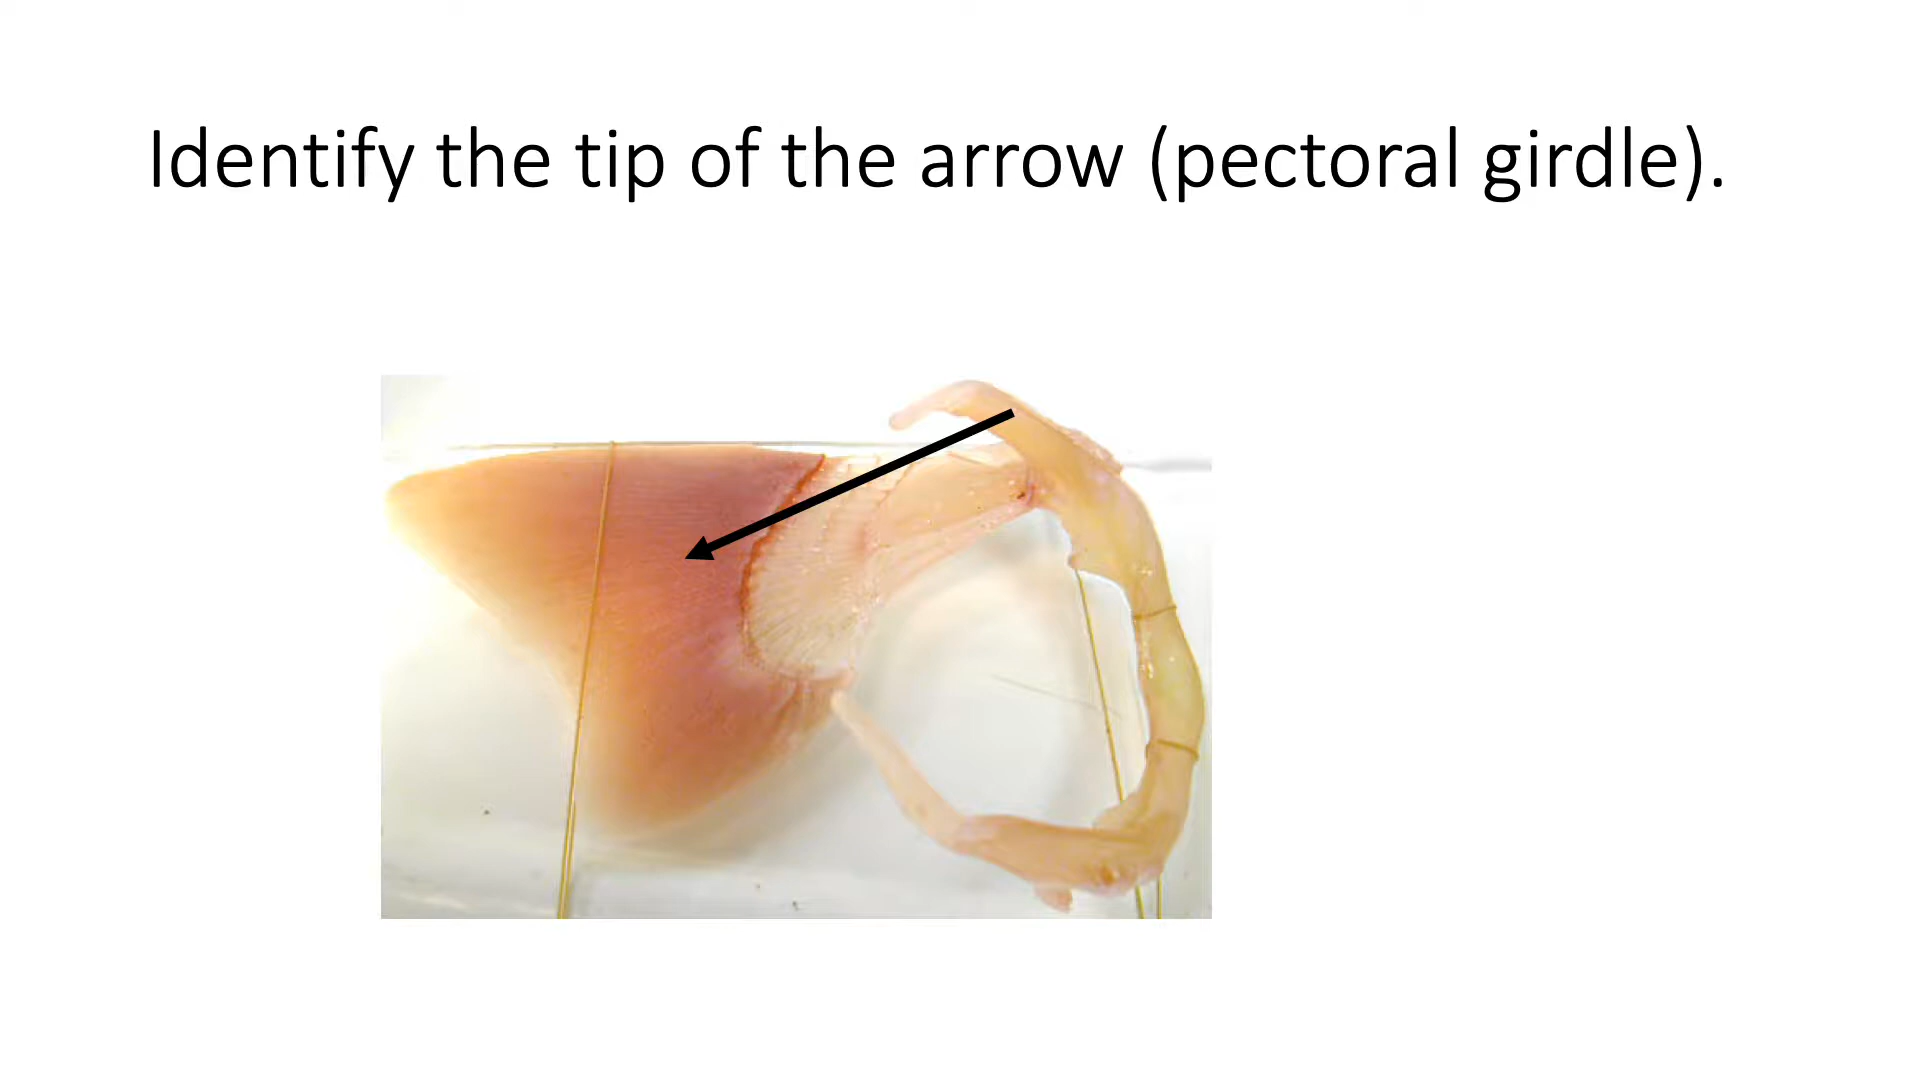 Identify the tip of the arrow (pectoral girdle).